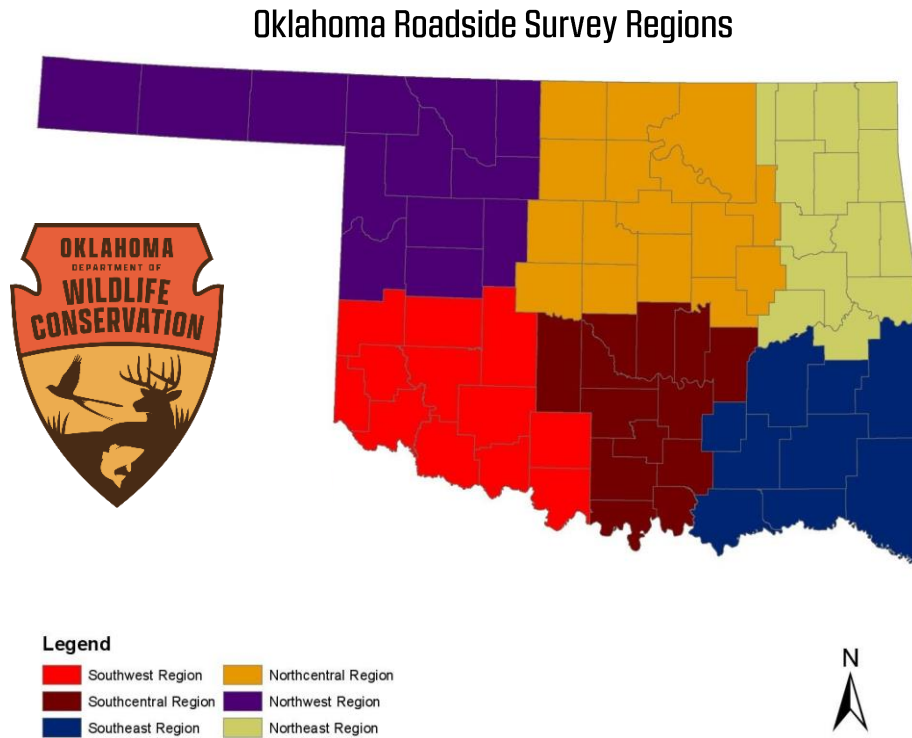 Oklahoma Roadside Survey Regions
OKLAHOMA
DEPARTMENT OF
WILDLIFE
CONSERVATION
Legend
Southwest Region
Northcentral Region
Southcentral Region
Northwest Region
Southeast Region
Northeast Region
N